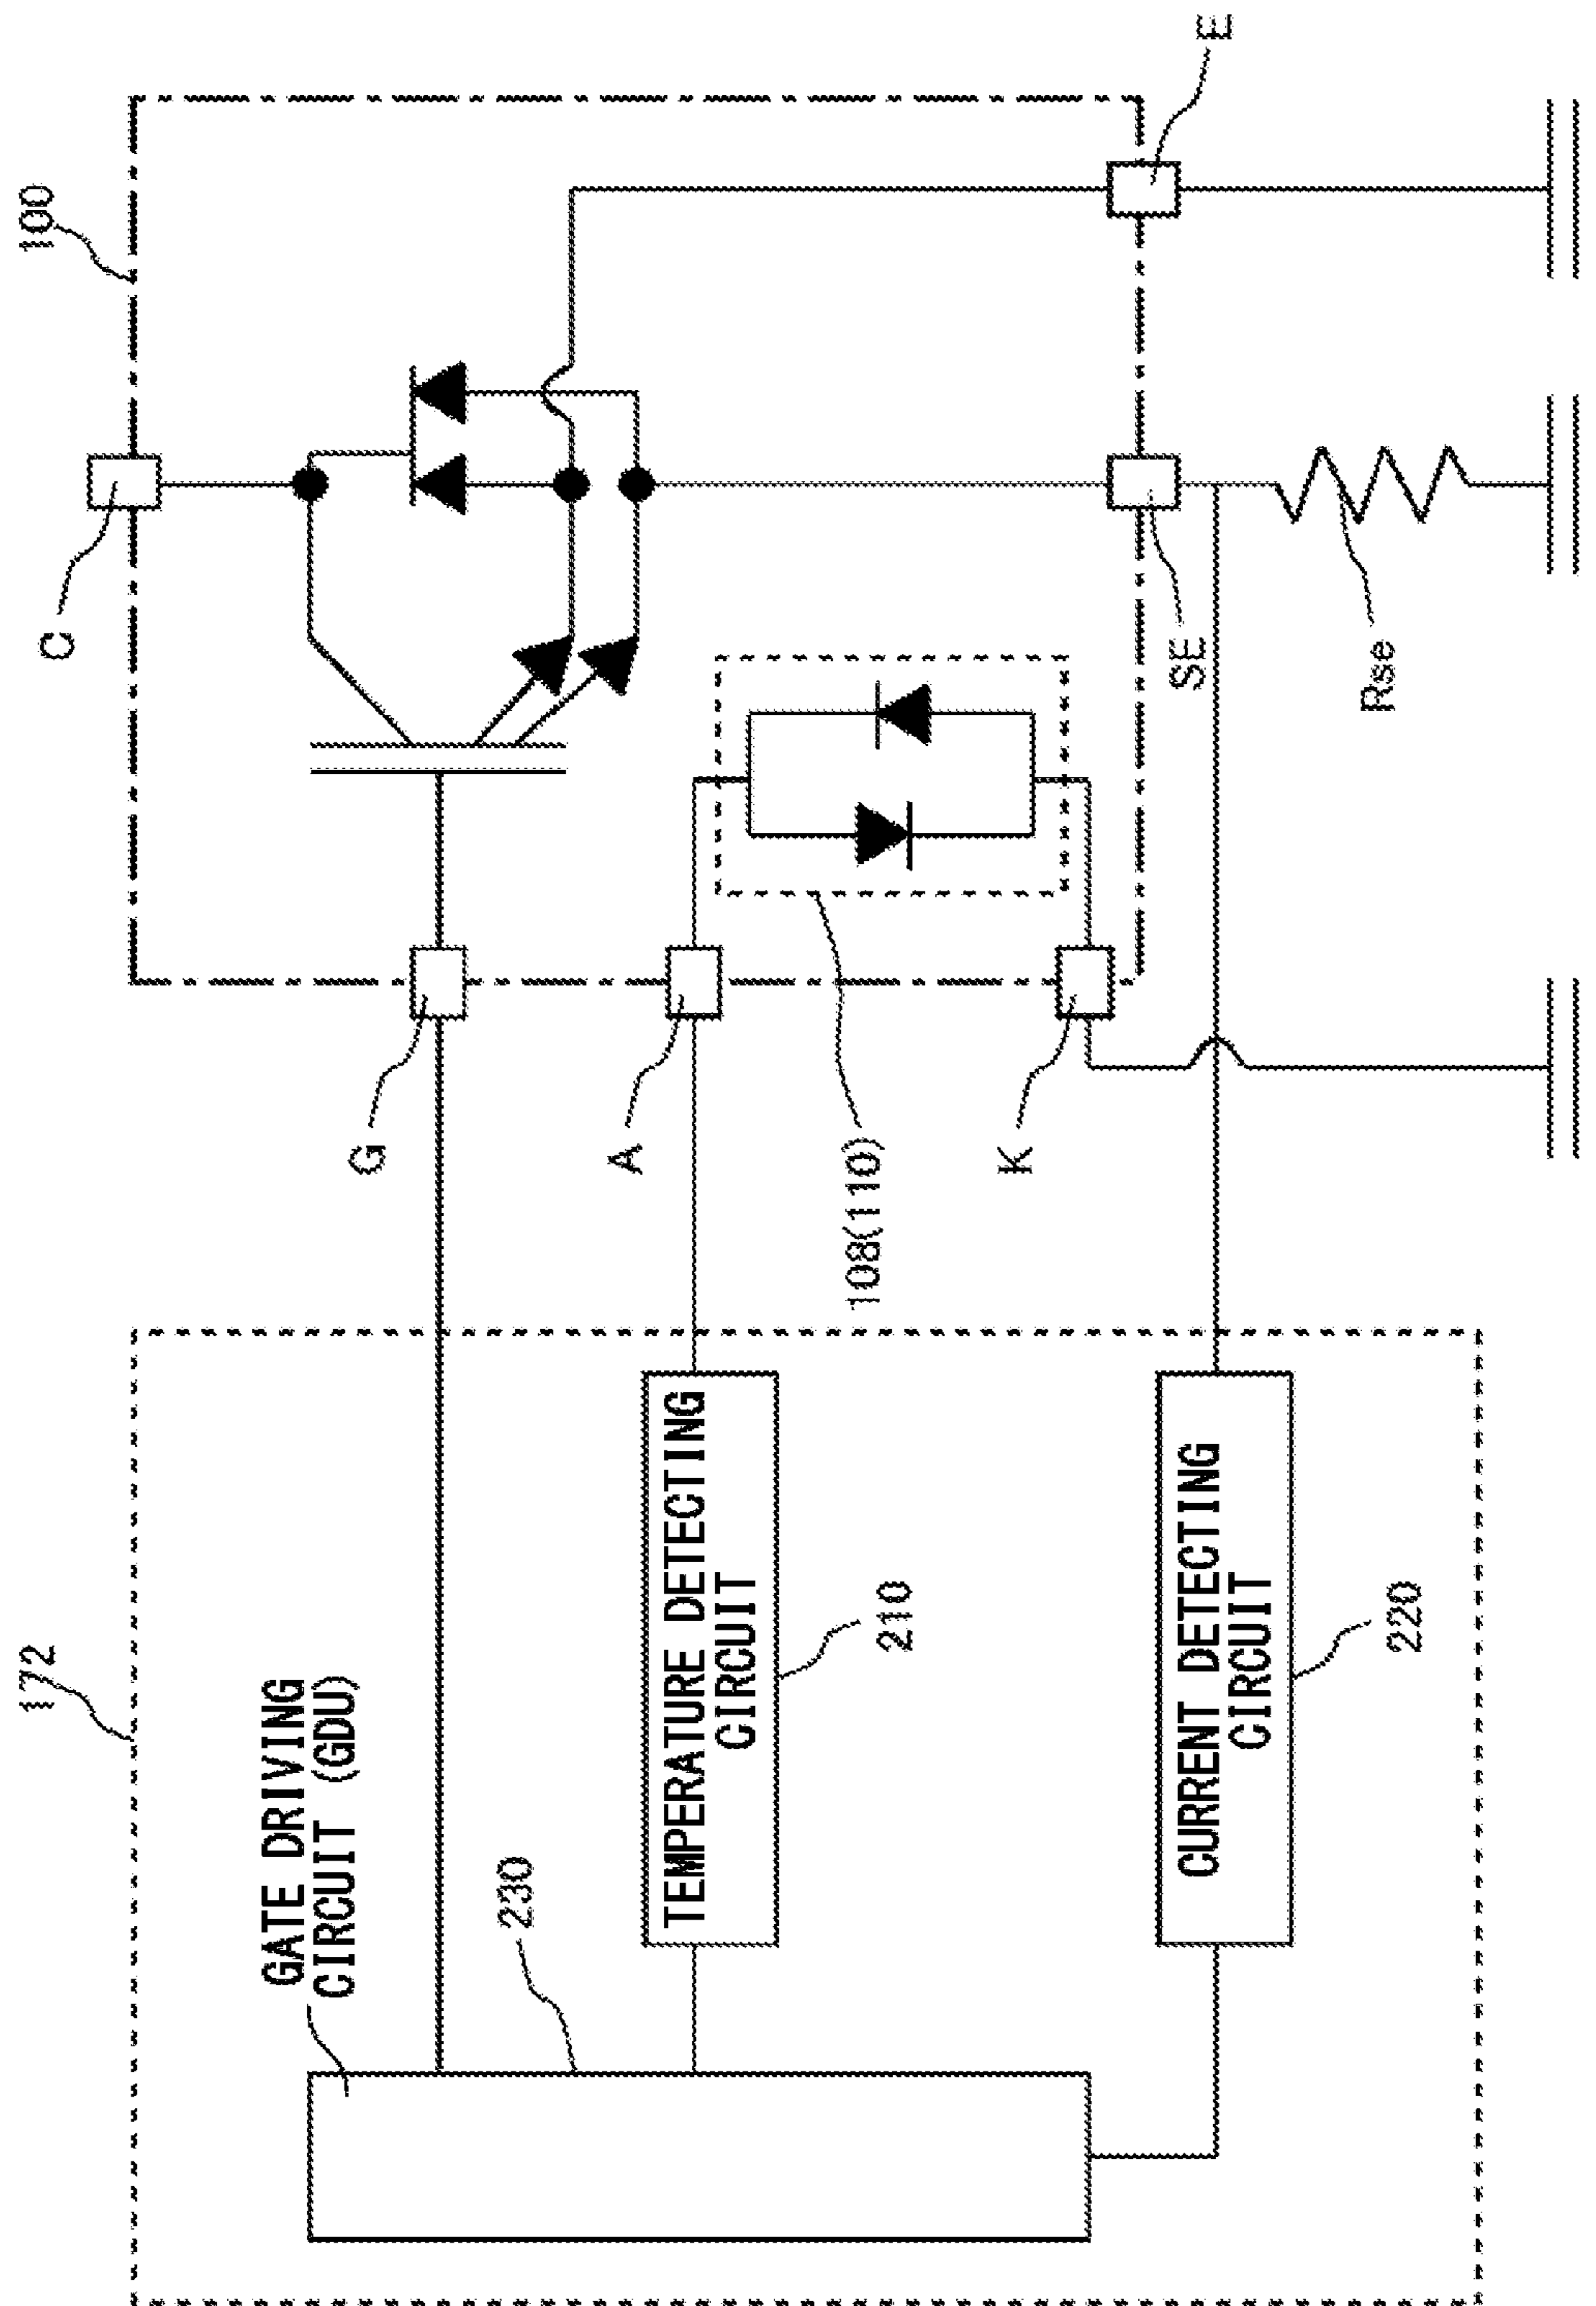 172
100
C
E
GATE DRIVING
CIRCUIT (GDU)
G
230
A
TEMPERATURE DETECTING
CIRCUIT
210
108(110)
K
SE
CURRENT DETECTING
CIRCUIT
220
Rse